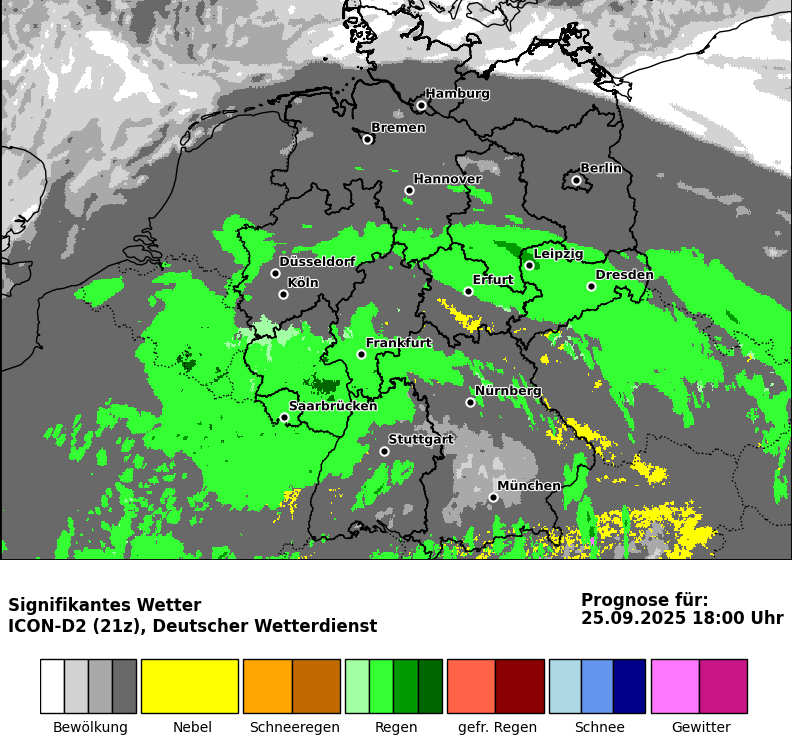 Hamburg
Bremen
Berlin
Hannover
Leipzig
Düsseldorf
Dresden
Erfurt
Köln
Frankfurt
Nürnberg
Saarbrücken
Stuttgart
München
Signifikantes Wetter
ICON-D2 (21z), Deutscher Wetterdienst
Prognose für:
25.09.2025 18:00 Uhr
Bewölkung Nebel Schneeregen Regen gefr. Regen Schnee Gewitter